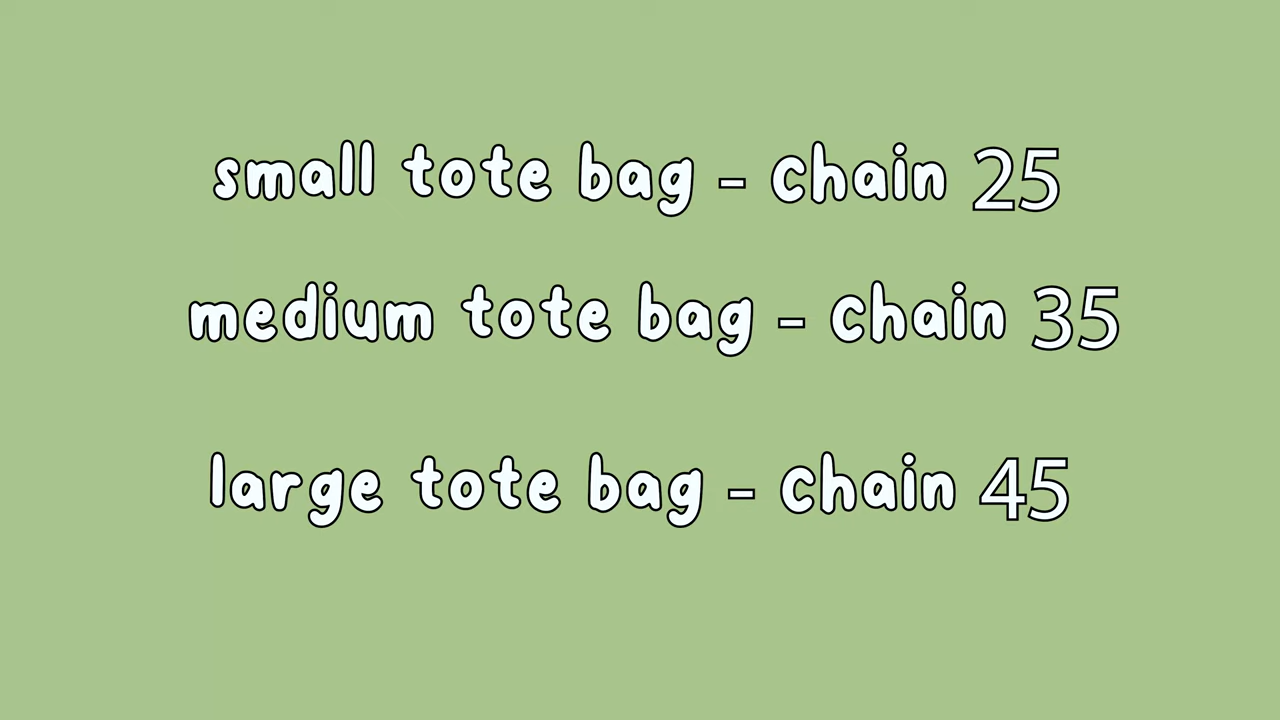 small tote bag - chain 25
medium tote bag - chain 35
large tote bag - chain 45